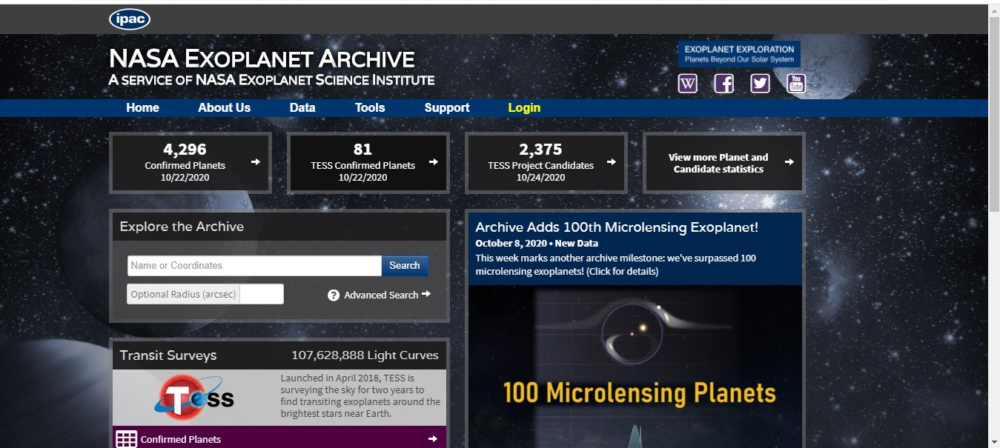 ipac
NASA EXOPLANET ARCHIVE
A SERVICE OF NASA EXOPLANET SCIENCE INSTITUTE
EXOPLANET EXPLORATION
Planets Beyond Our Solar System
W f You Tube
Home About Us Data Tools Support Login
4,296
Confirmed Planets
10/22/2020
81
TESS Confirmed Planets
10/22/2020
2,375
TESS Project Candidates
10/24/2020
View more Planet and
Candidate statistics
Explore the Archive
Name or Coordinates Search
Optional Radius (arcsec) ? Advanced Search
Transit Surveys 107,628,888 Light Curves
Tess
Launched in April 2018, TESS is
surveying the sky for two years to
find transiting exoplanets around the
brightest stars near Earth.
Confirmed Planets
Archive Adds 100th Microlensing Exoplanet!
October 8, 2020 • New Data
This week marks another archive milestone: we've surpassed 100
microlensing exoplanets! (Click for details)
100 Microlensing Planets